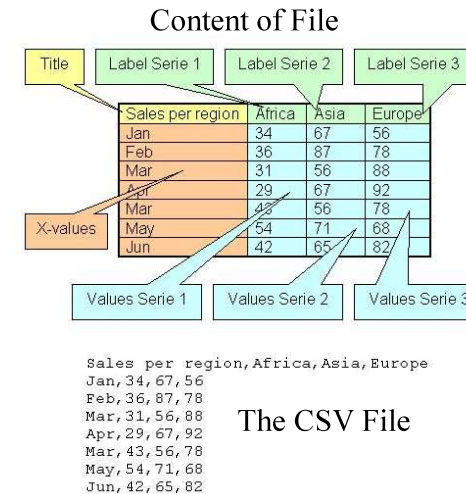 Content of File
Title Label Serie 1 Label Serie 2 Label Serie 3
Sales per region Africa Asia Europe
Jan 34 67 56
Feb 36 87 78
Mar 31 56 88
Apr 29 67 92
Mar 43 56 78
May 54 71 68
Jun 42 65 82
X-values
Values Serie 1 Values Serie 2 Values Serie 3
Sales per region,Africa,Asia,Europe
Jan,34,67,56
Feb,36,87,78
Mar,31,56,88
Apr,29,67,92
Mar,43,56,78
May,54,71,68
Jun,42,65,82
The CSV File